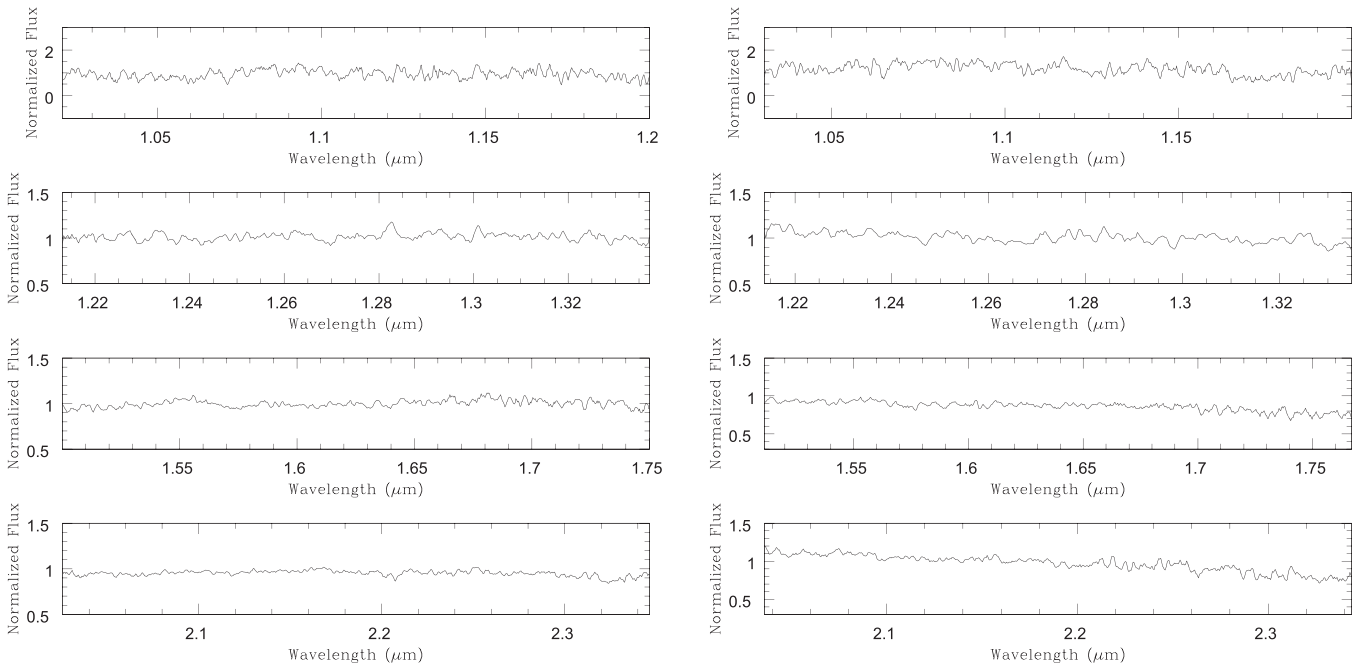 Normalized Flux
2
0
1.05 1.1 1.15 1.2
Wavelength (μm)
Normalized Flux
2
0
1.05 1.1 1.15
Wavelength (μm)
Normalized Flux
1.5
1
0.5
1.22 1.24 1.26 1.28 1.3 1.32
Wavelength (μm)
Normalized Flux
1.5
1
0.5
1.22 1.24 1.26 1.28 1.3 1.32
Wavelength (μm)
Normalized Flux
1.5
1
0.5
1.55 1.6 1.65 1.7 1.75
Wavelength (μm)
Normalized Flux
1.5
1
0.5
1.55 1.6 1.65 1.7 1.75
Wavelength (μm)
Normalized Flux
1.5
1
0.5
2.1 2.2 2.3
Wavelength (μm)
Normalized Flux
1.5
1
0.5
2.1 2.2 2.3
Wavelength (μm)